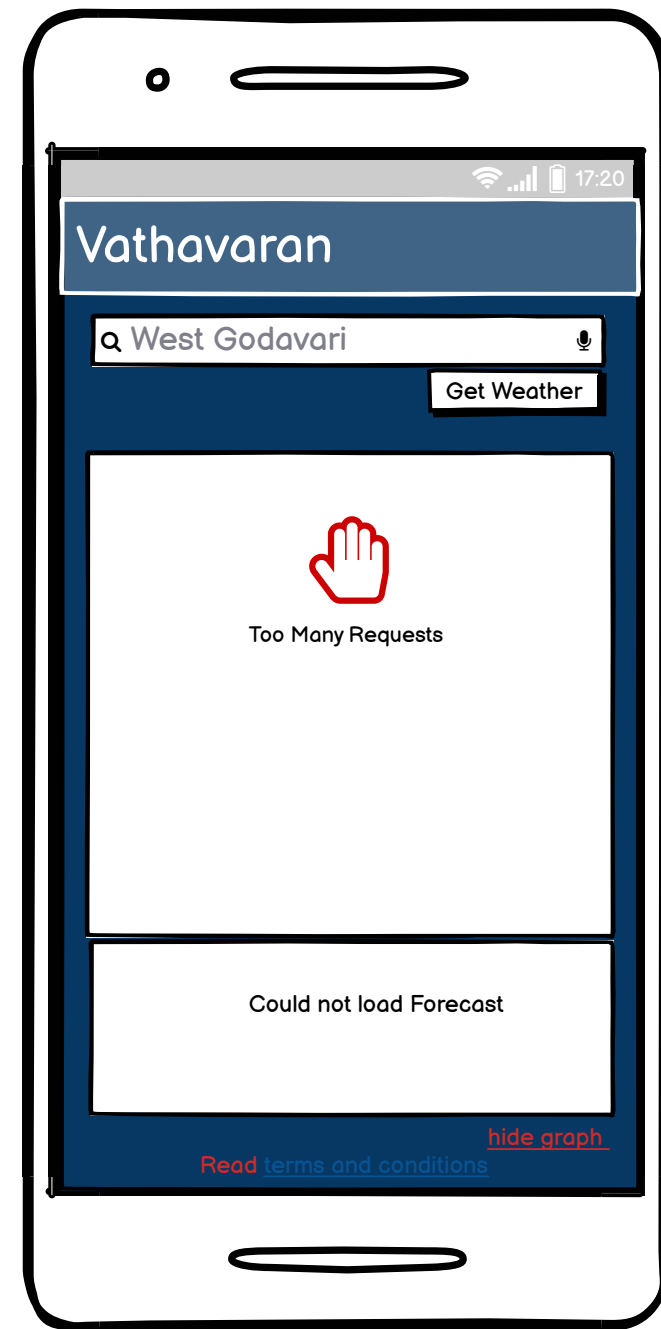 17:20
Vathavaran
West Godavari
Get Weather
Too Many Requests
Could not load Forecast
hide graph
Read terms and conditions